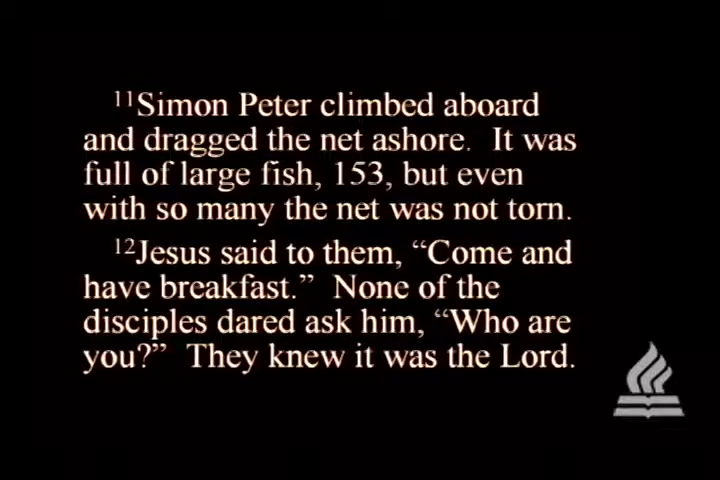 ¹¹Simon Peter climbed aboard
and dragged the net ashore. It was
full of large fish, 153, but even
with so many the net was not torn.
¹²Jesus said to them, “Come and
have breakfast.” None of the
disciples dared ask him, “Who are
you?” They knew it was the Lord.